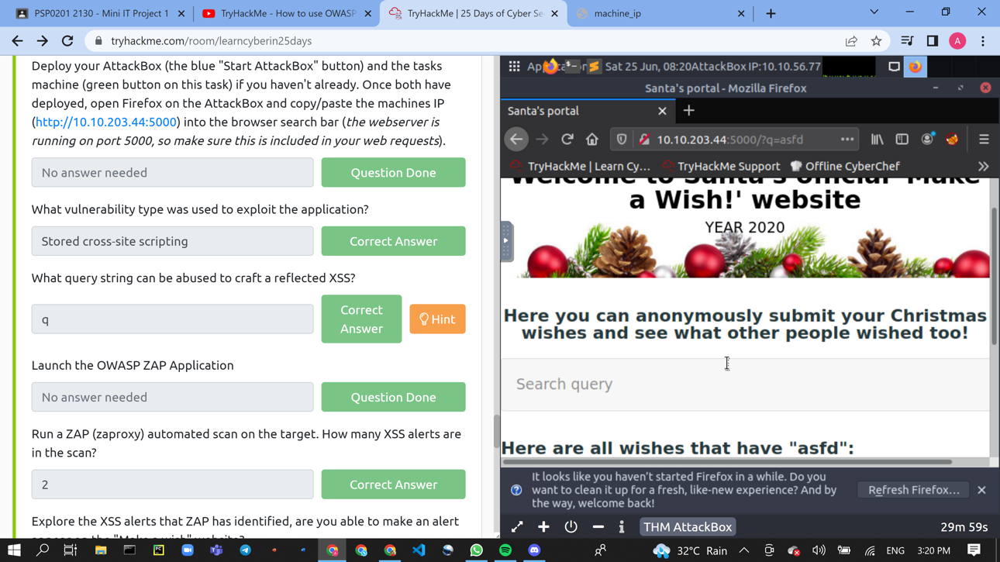 PSP0201 2130 - Mini IT Project 1
TryHackMe - How to use OWASP
TryHackMe | 25 Days of Cyber Se
machine_ip
tryhackme.com/room/learncyberin25days
A
Deploy your AttackBox (the blue "Start AttackBox" button) and the tasks
machine (green button on this task) if you haven't already. Once both have
deployed, open Firefox on the AttackBox and copy/paste the machines IP
(http://10.10.203.44:5000) into the browser search bar (the webserver is
running on port 5000, so make sure this is included in your web requests).
No answer needed
Question Done
What vulnerability type was used to exploit the application?
Stored cross-site scripting
Correct Answer
What query string can be abused to craft a reflected XSS?
q
Correct
Answer
Hint
Launch the OWASP ZAP Application
No answer needed
Question Done
Run a ZAP (zaproxy) automated scan on the target. How many XSS alerts are
in the scan?
2
Correct Answer
Explore the XSS alerts that ZAP has identified, are you able to make an alert
appear on the "Make a wish" website?
Sat 25 Jun, 08:20 AttackBox IP:10.10.56.77
Santa's portal - Mozilla Firefox
Santa's portal
10.10.203.44:5000/?q=asfd
TryHackMe | Learn Cy…
TryHackMe Support
Offline CyberChef
Welcome to Santa's official 'Make
a Wish!' website
YEAR 2020
Here you can anonymously submit your Christmas
wishes and see what other people wished too!
Search query
Here are all wishes that have "asfd":
It looks like you haven't started Firefox in a while. Do you
want to clean it up for a fresh, like-new experience? And by
the way, welcome back!
Refresh Firefox…
THM AttackBox
29m 59s
32°C Rain
ENG
3:20 PM